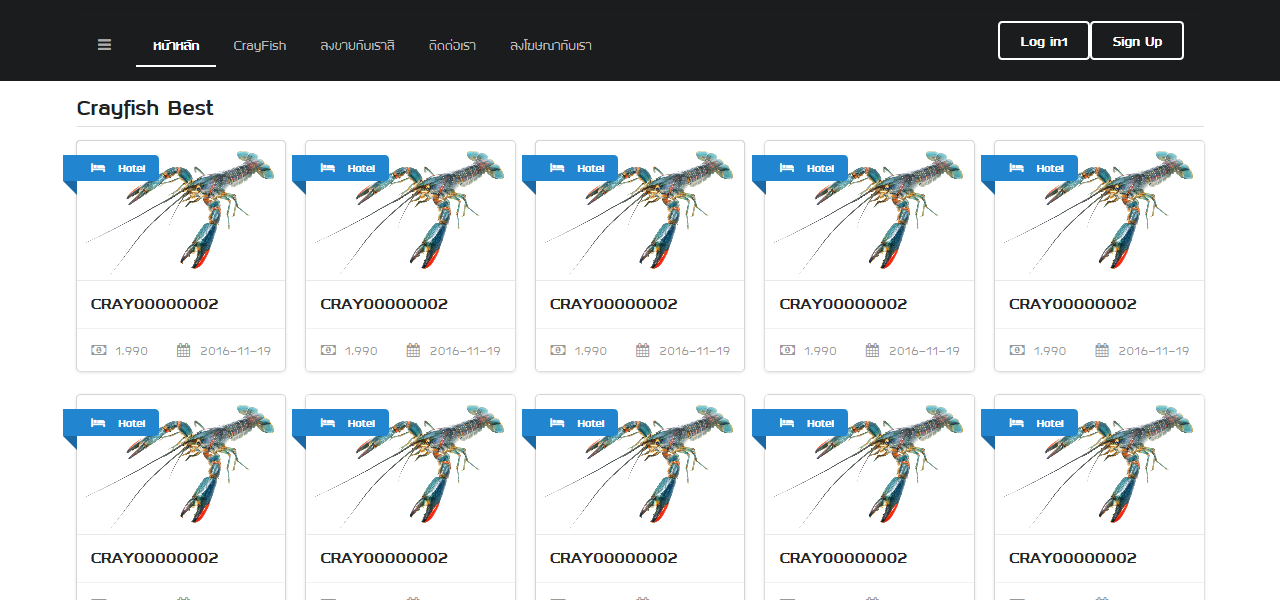 หน้าหลัก CrayFish ลงขายกับเราสิ ติดต่อเรา ลงโฆษณากับเรา Log in1 Sign Up
Crayfish Best
Hotel Hotel Hotel Hotel Hotel
CRAY00000002 CRAY00000002 CRAY00000002 CRAY00000002 CRAY00000002
1.990 2016-11-19 1.990 2016-11-19 1.990 2016-11-19 1.990 2016-11-19 1.990 2016-11-19
Hotel Hotel Hotel Hotel Hotel
CRAY00000002 CRAY00000002 CRAY00000002 CRAY00000002 CRAY00000002